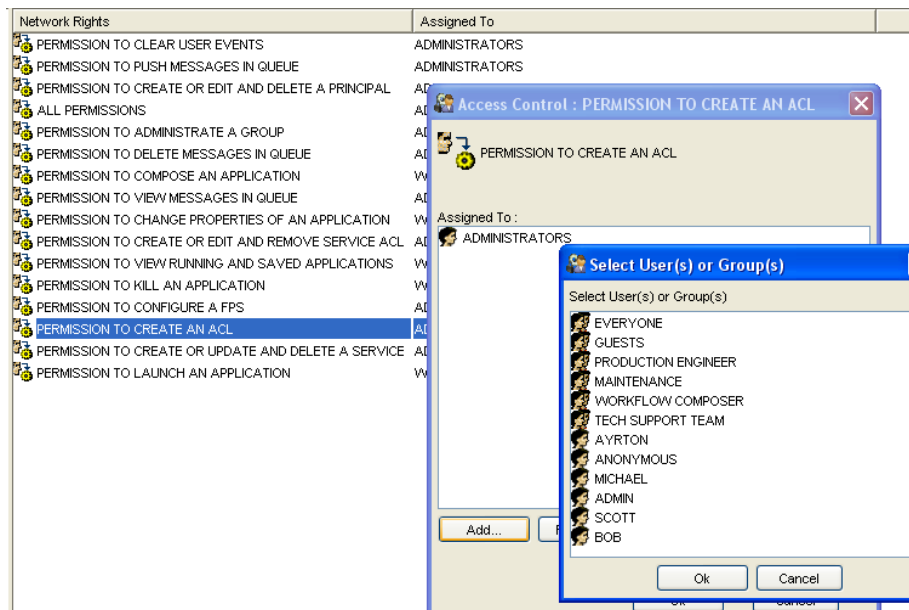 Network Rights Assigned To
PERMISSION TO CLEAR USER EVENTS ADMINISTRATORS
PERMISSION TO PUSH MESSAGES IN QUEUE ADMINISTRATORS
PERMISSION TO CREATE OR EDIT AND DELETE A PRINCIPAL
ALL PERMISSIONS
PERMISSION TO ADMINISTRATE A GROUP
PERMISSION TO DELETE MESSAGES IN QUEUE
PERMISSION TO COMPOSE AN APPLICATION
PERMISSION TO VIEW MESSAGES IN QUEUE
PERMISSION TO CHANGE PROPERTIES OF AN APPLICATION
PERMISSION TO CREATE OR EDIT AND REMOVE SERVICE ACL
PERMISSION TO VIEW RUNNING AND SAVED APPLICATIONS
PERMISSION TO KILL AN APPLICATION
PERMISSION TO CONFIGURE A FPS
PERMISSION TO CREATE AN ACL
PERMISSION TO CREATE OR UPDATE AND DELETE A SERVICE
PERMISSION TO LAUNCH AN APPLICATION
Access Control : PERMISSION TO CREATE AN ACL
PERMISSION TO CREATE AN ACL
Assigned To :
ADMINISTRATORS
Add...
Select User(s) or Group(s)
Select User(s) or Group(s)
EVERYONE
GUESTS
PRODUCTION ENGINEER
MAINTENANCE
WORKFLOW COMPOSER
TECH SUPPORT TEAM
AYRTON
ANONYMOUS
MICHAEL
ADMIN
SCOTT
BOB
Ok Cancel